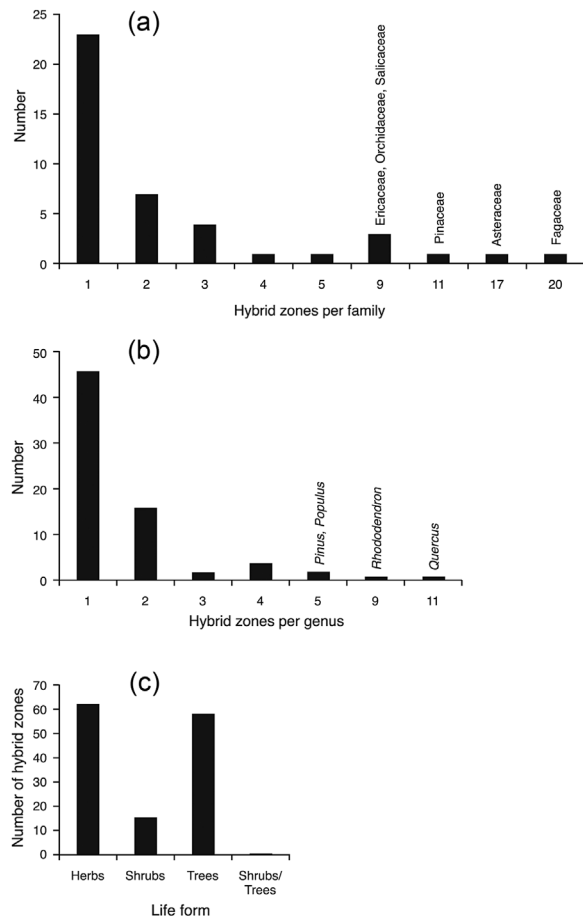 (a)
25
20
15
10
5
0
Number
Ericaceae, Orchidaceae, Salicaceae
Pinaceae
Asteraceae
Fagaceae
1 2 3 4 5 9 11 17 20
Hybrid zones per family
(b)
50
40
30
20
10
0
Number
Pinus, Populus
Rhododendron
Quercus
1 2 3 4 5 9 11
Hybrid zones per genus
(c)
70
60
50
40
30
20
10
0
Number of hybrid zones
Herbs Shrubs Trees Shrubs/
Trees
Life form